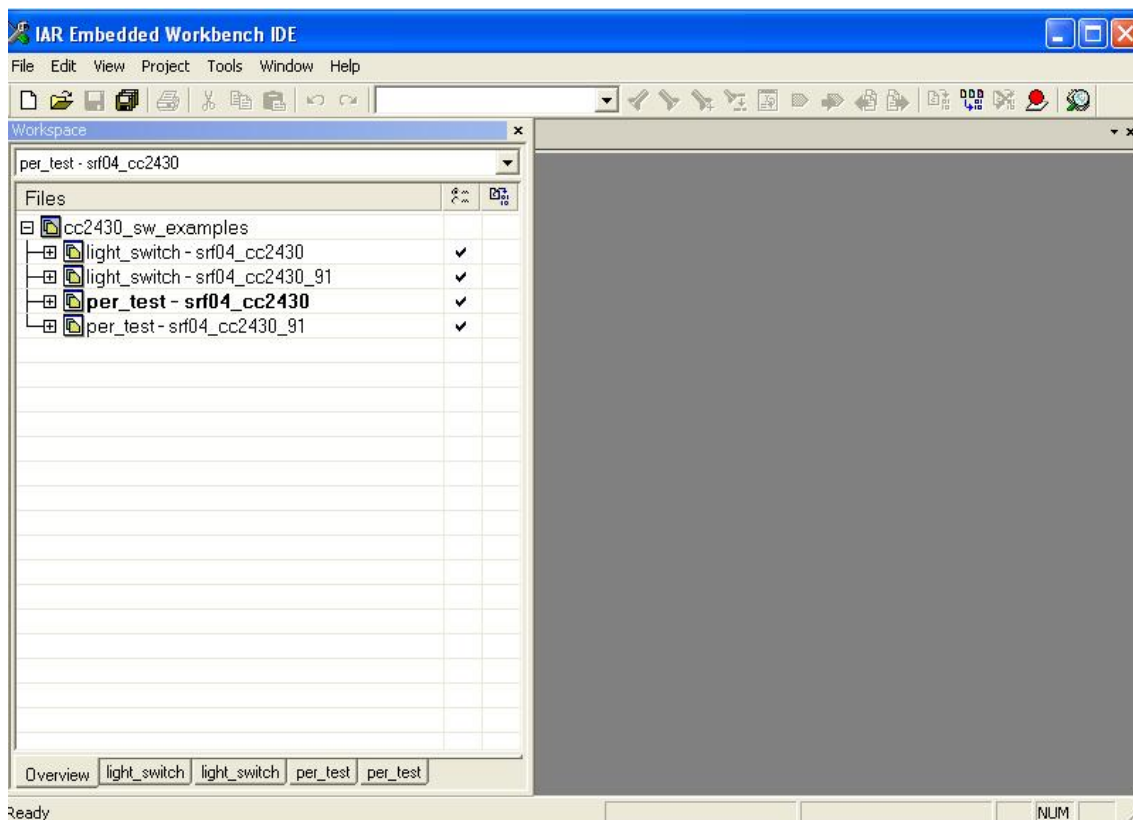 IAR Embedded Workbench IDE
File Edit View Project Tools Window Help
Workspace
per_test - srf04_cc2430
Files
cc2430_sw_examples
light_switch - srf04_cc2430
light_switch - srf04_cc2430_91
per_test - srf04_cc2430
per_test - srf04_cc2430_91
Overview light_switch light_switch per_test per_test
Ready NUM